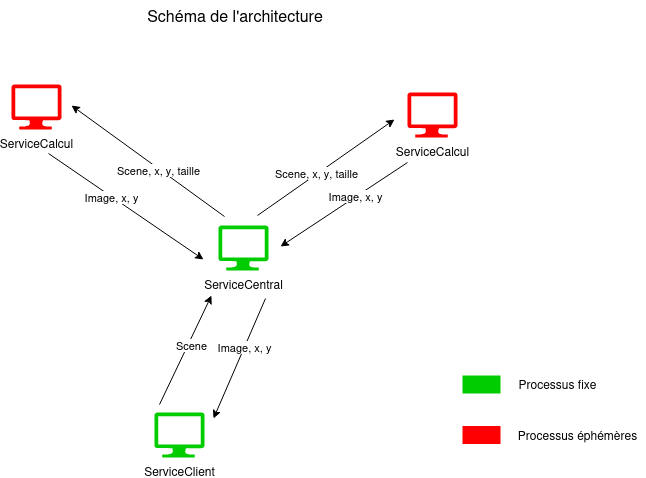 Schéma de l'architecture
ServiceCalcul
ServiceCalcul
Scene, x, y, taille
Scene, x, y, taille
Image, x, y
Image, x, y
ServiceCentral
Scene
Image, x, y
Processus fixe
Processus éphémères
ServiceClient